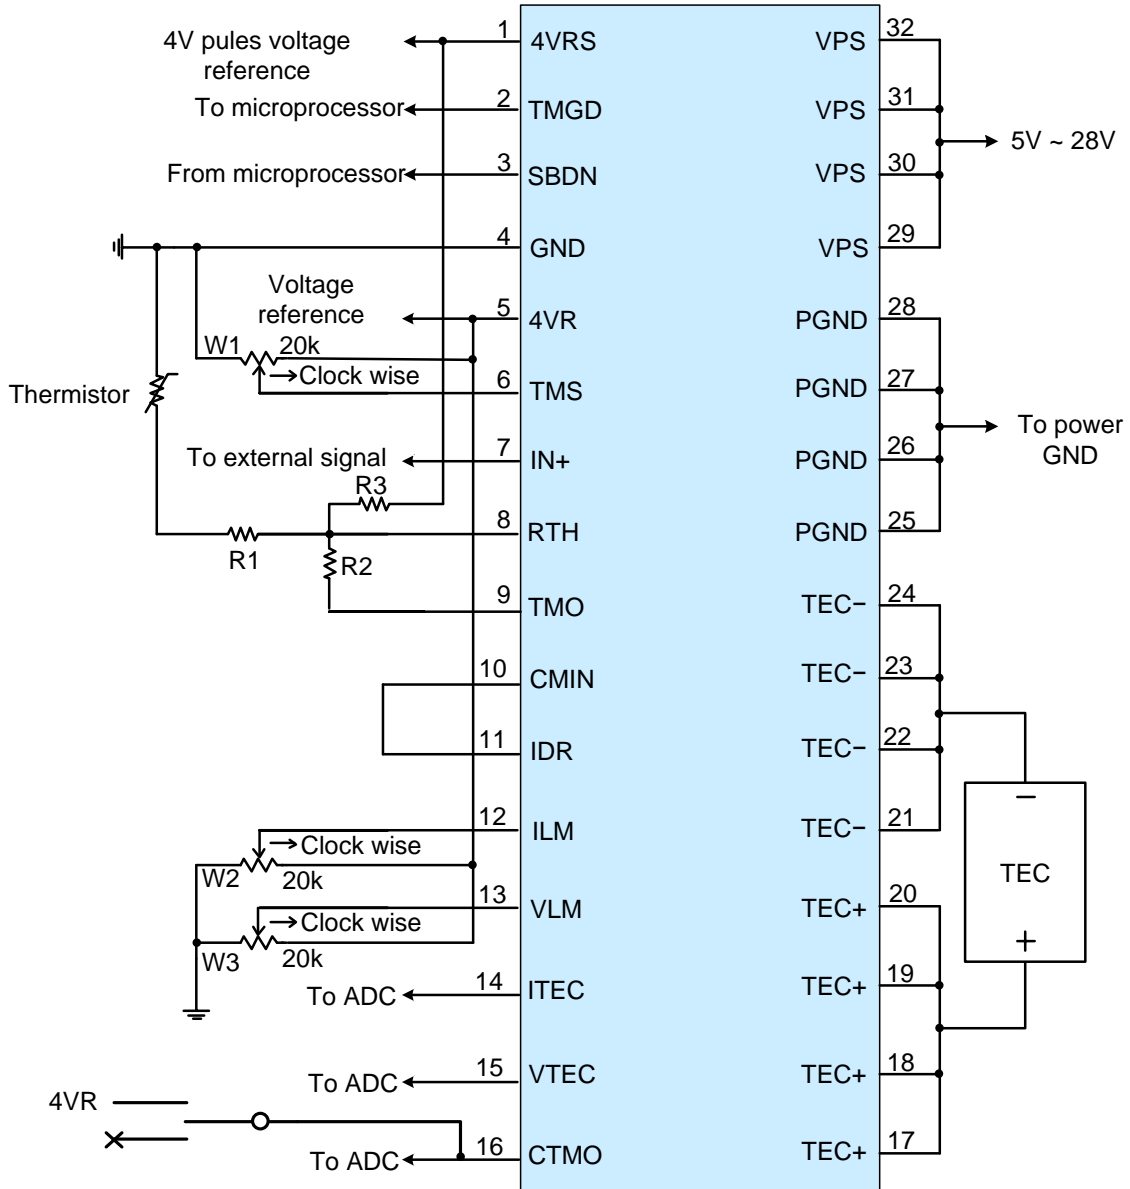 4V pules voltage
reference
1
4VRS
VPS
32
To microprocessor
2
TMGD
VPS
31
5V ~ 28V
From microprocessor
3
SBDN
VPS
30
4
GND
VPS
29
Voltage
reference
5
4VR
PGND
28
W1
20k
Clock wise
6
TMS
PGND
27
Thermistor
To power
GND
To external signal
7
IN+
PGND
26
R3
R1
8
RTH
PGND
25
R2
9
TMO
TEC−
24
10
CMIN
TEC−
23
11
IDR
TEC−
22
12
ILM
TEC−
21
Clock wise
W2
20k
−
TEC
+
13
VLM
TEC+
20
Clock wise
W3
20k
To ADC
14
ITEC
TEC+
19
To ADC
15
VTEC
TEC+
18
4VR
To ADC
16
CTMO
TEC+
17